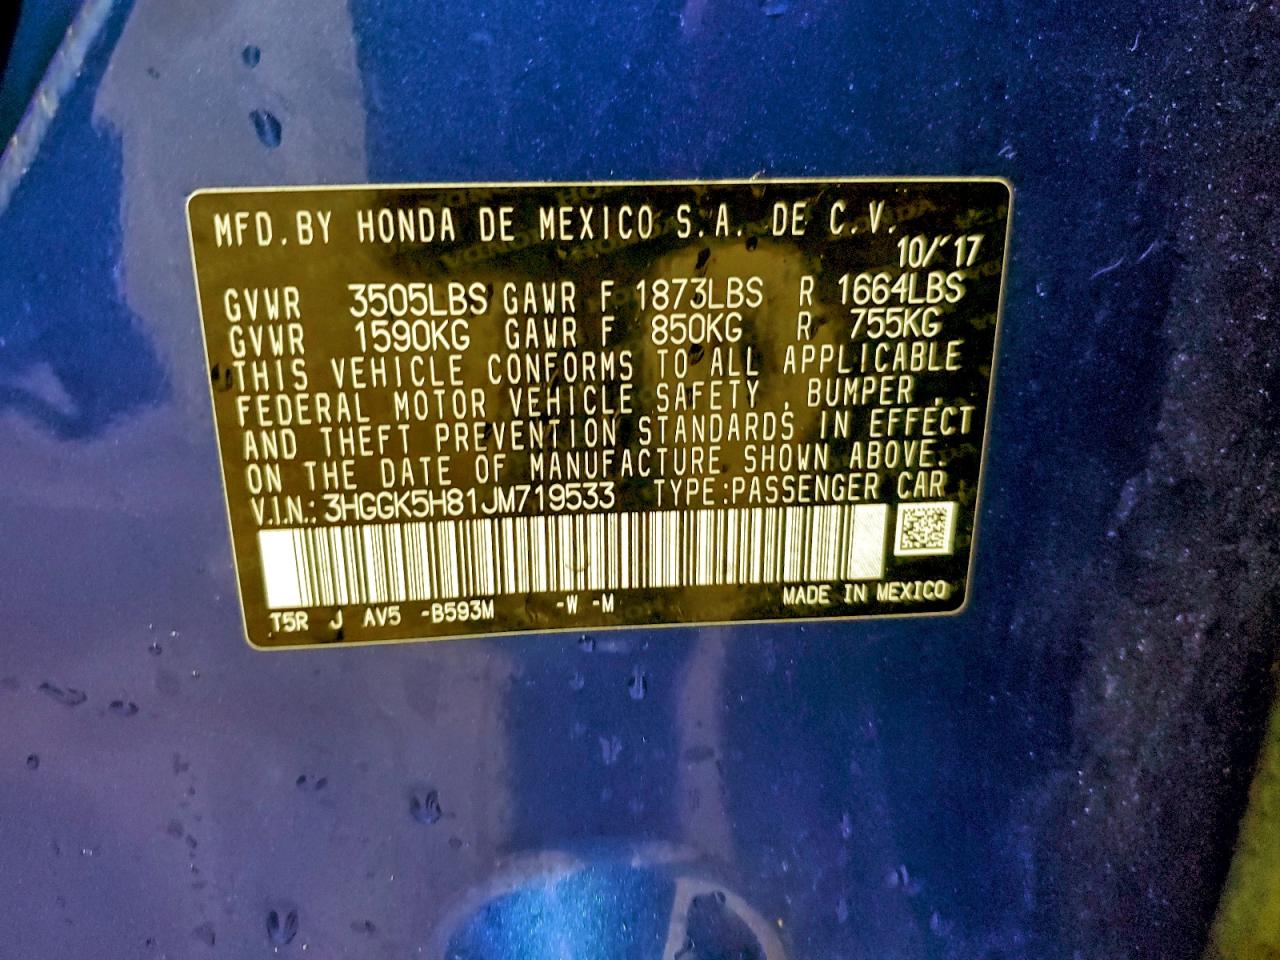 MFD.BY HONDA DE MEXICO S.A. DE C.V.
10/'17
GVWR 3505LBS GAWR F 1873LBS R 1664LBS
GVWR 1590KG GAWR F 850KG R 755KG
THIS VEHICLE CONFORMS TO ALL APPLICABLE
FEDERAL MOTOR VEHICLE SAFETY , BUMPER ,
AND THEFT PREVENTION STANDARDS IN EFFECT
ON THE DATE OF MANUFACTURE SHOWN ABOVE.
V.I.N.: 3HGGK5H81JM719533 TYPE:PASSENGER CAR
T5R J AV5 -B593M -W -M MADE IN MEXICO